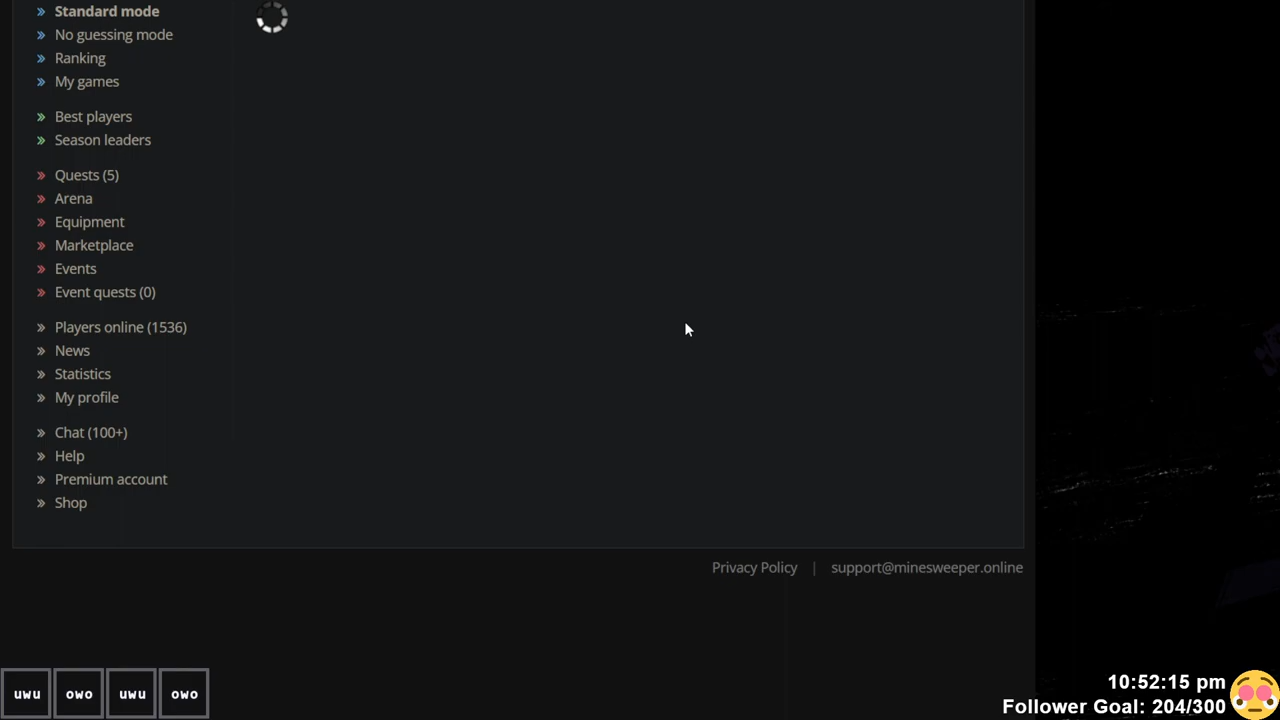 Standard mode
No guessing mode
Ranking
My games
Best players
Season leaders
Quests (5)
Arena
Equipment
Marketplace
Events
Event quests (0)
Players online (1536)
News
Statistics
My profile
Chat (100+)
Help
Premium account
Shop
Privacy Policy | support@minesweeper.online
uwu owo uwu owo
10:52:15 pm
Follower Goal: 204/300